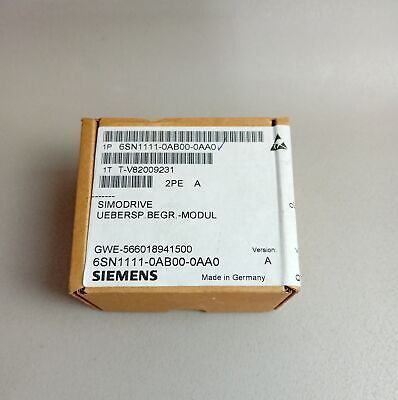 1P 6SN1111-0AB00-0AA0
1T T-V82009231
2PE A
SIMODRIVE
UEBERSP.BEGR.-MODUL
GWE-566018941500
Version:
6SN1111-0AB00-0AA0 A
SIEMENS Made in Germany